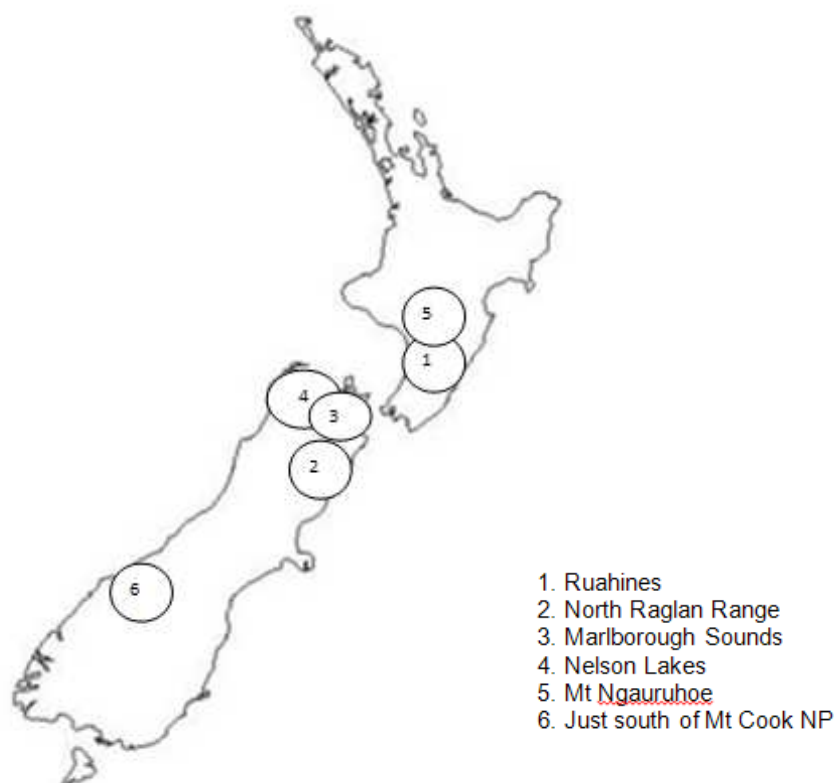 5
1
4
3
2
6
1. Ruahines
2. North Raglan Range
3. Marlborough Sounds
4. Nelson Lakes
5. Mt Ngauruhoe
6. Just south of Mt Cook NP